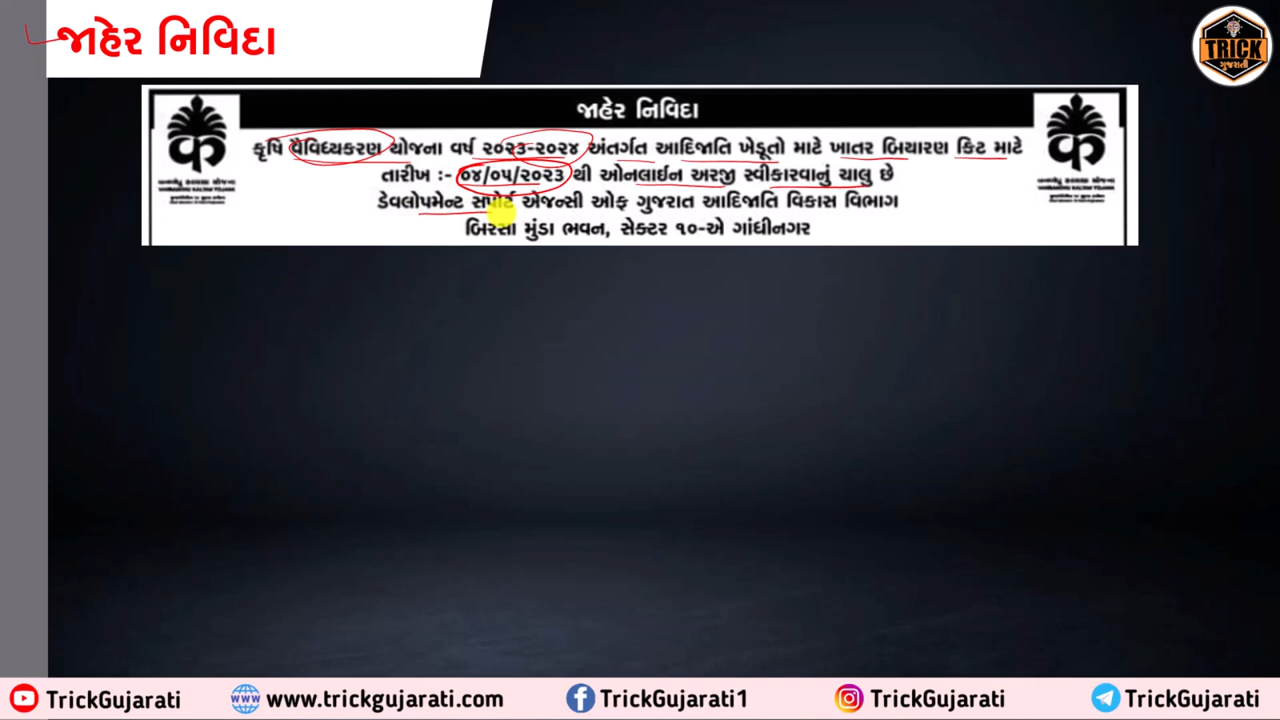 જાહેર નિવિદા
TRICK
ગુજરાતી
જાહેર નિવિદા
કૃષિ વૈવિધ્યકરણ યોજના વર્ષ ૨૦૨૩-૨૦૨૪ અંતર્ગત આદિજાતિ ખેડૂતો માટે ખાતર બિયારણ કિટ માટે
તારીખ :- ૦૪/૦૫/૨૦૨૩ થી ઓનલાઈન અરજી સ્વીકારવાનું ચાલુ છે
ડેવલોપમેન્ટ સપોર્ટ એજન્સી ઓફ ગુજરાત આદિજાતિ વિકાસ વિભાગ
બિરસા મુંડા ભવન, સેક્ટર ૧૦-એ ગાંધીનગર
TrickGujarati
www.trickgujarati.com
TrickGujarati1
TrickGujarati
TrickGujarati